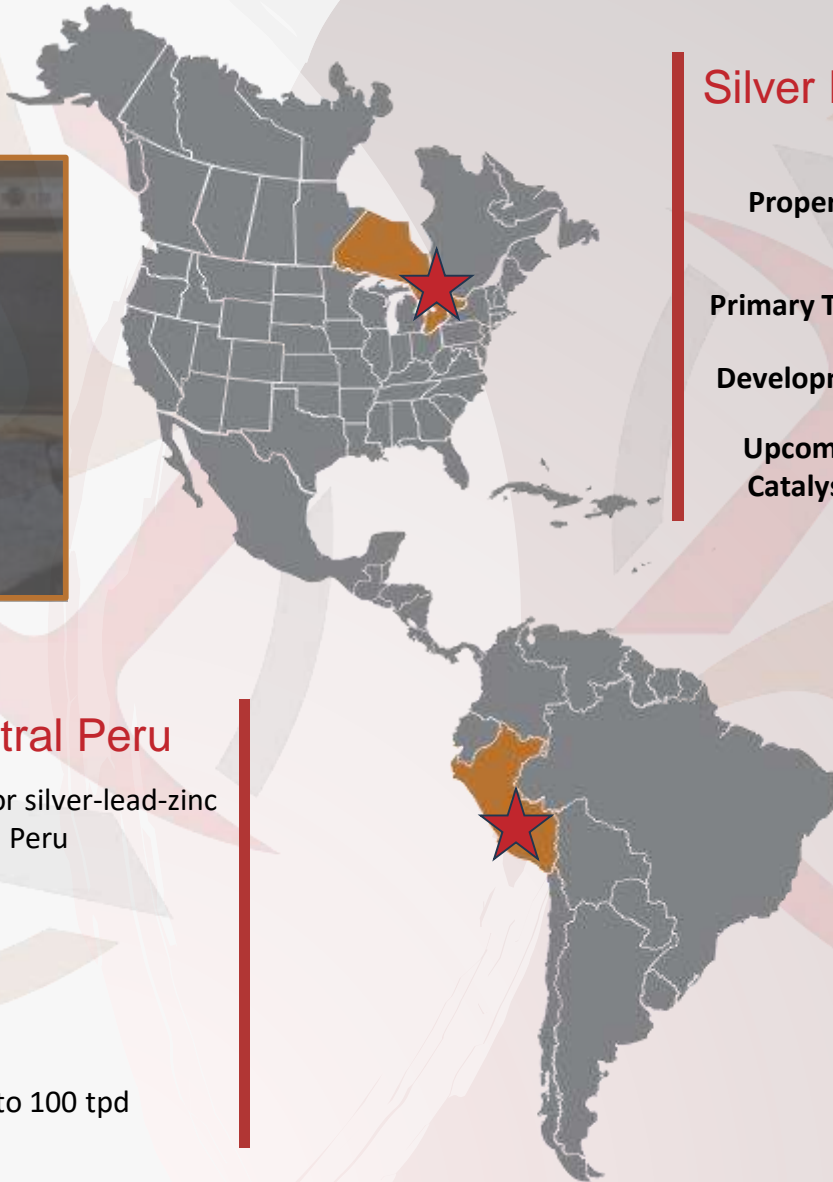 Silver
Proper
Primary T
Developr
Upcom
Catalys
tral Peru
or silver-lead-zinc
Peru
to 100 tpd